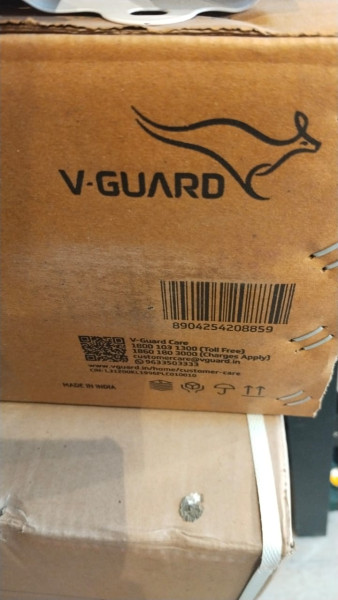 V-GUARD
8904254208859
V-Guard Care
1800 103 1300 (Toll Free)
1860 180 3000 (Charges Apply)
customercare@vguard.in
9633503333
www.vguard.in/home/customer-care
MADE IN INDIA